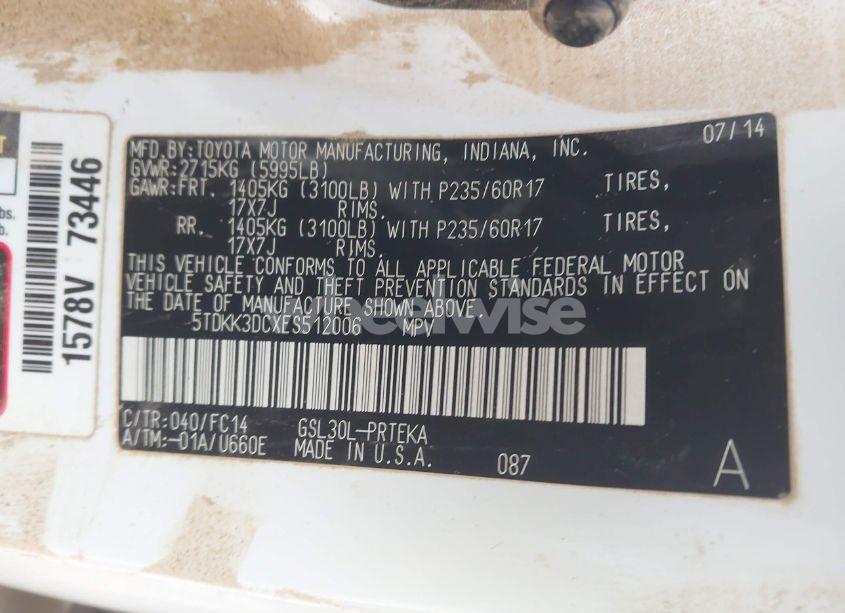 07/14
MFD.BY:TOYOTA MOTOR MANUFACTURING, INDIANA, INC.
GVWR:2715KG (5995LB)
GAWR:FRT. 1405KG (3100LB) WITH P235/60R17 TIRES,
17X7J RIMS.
RR. 1405KG (3100LB) WITH P235/60R17 TIRES,
17X7J RIMS.
THIS VEHICLE CONFORMS TO ALL APPLICABLE FEDERAL MOTOR
VEHICLE SAFETY AND THEFT PREVENTION STANDARDS IN EFFECT ON
THE DATE OF MANUFACTURE SHOWN ABOVE.
5TDKK3DCXES512006 MPV
C/TR:040/FC14 GSL30L-PRTEKA
A/TM:-01A/U660E MADE IN U.S.A. 087 A
1578V 73446
lbs.